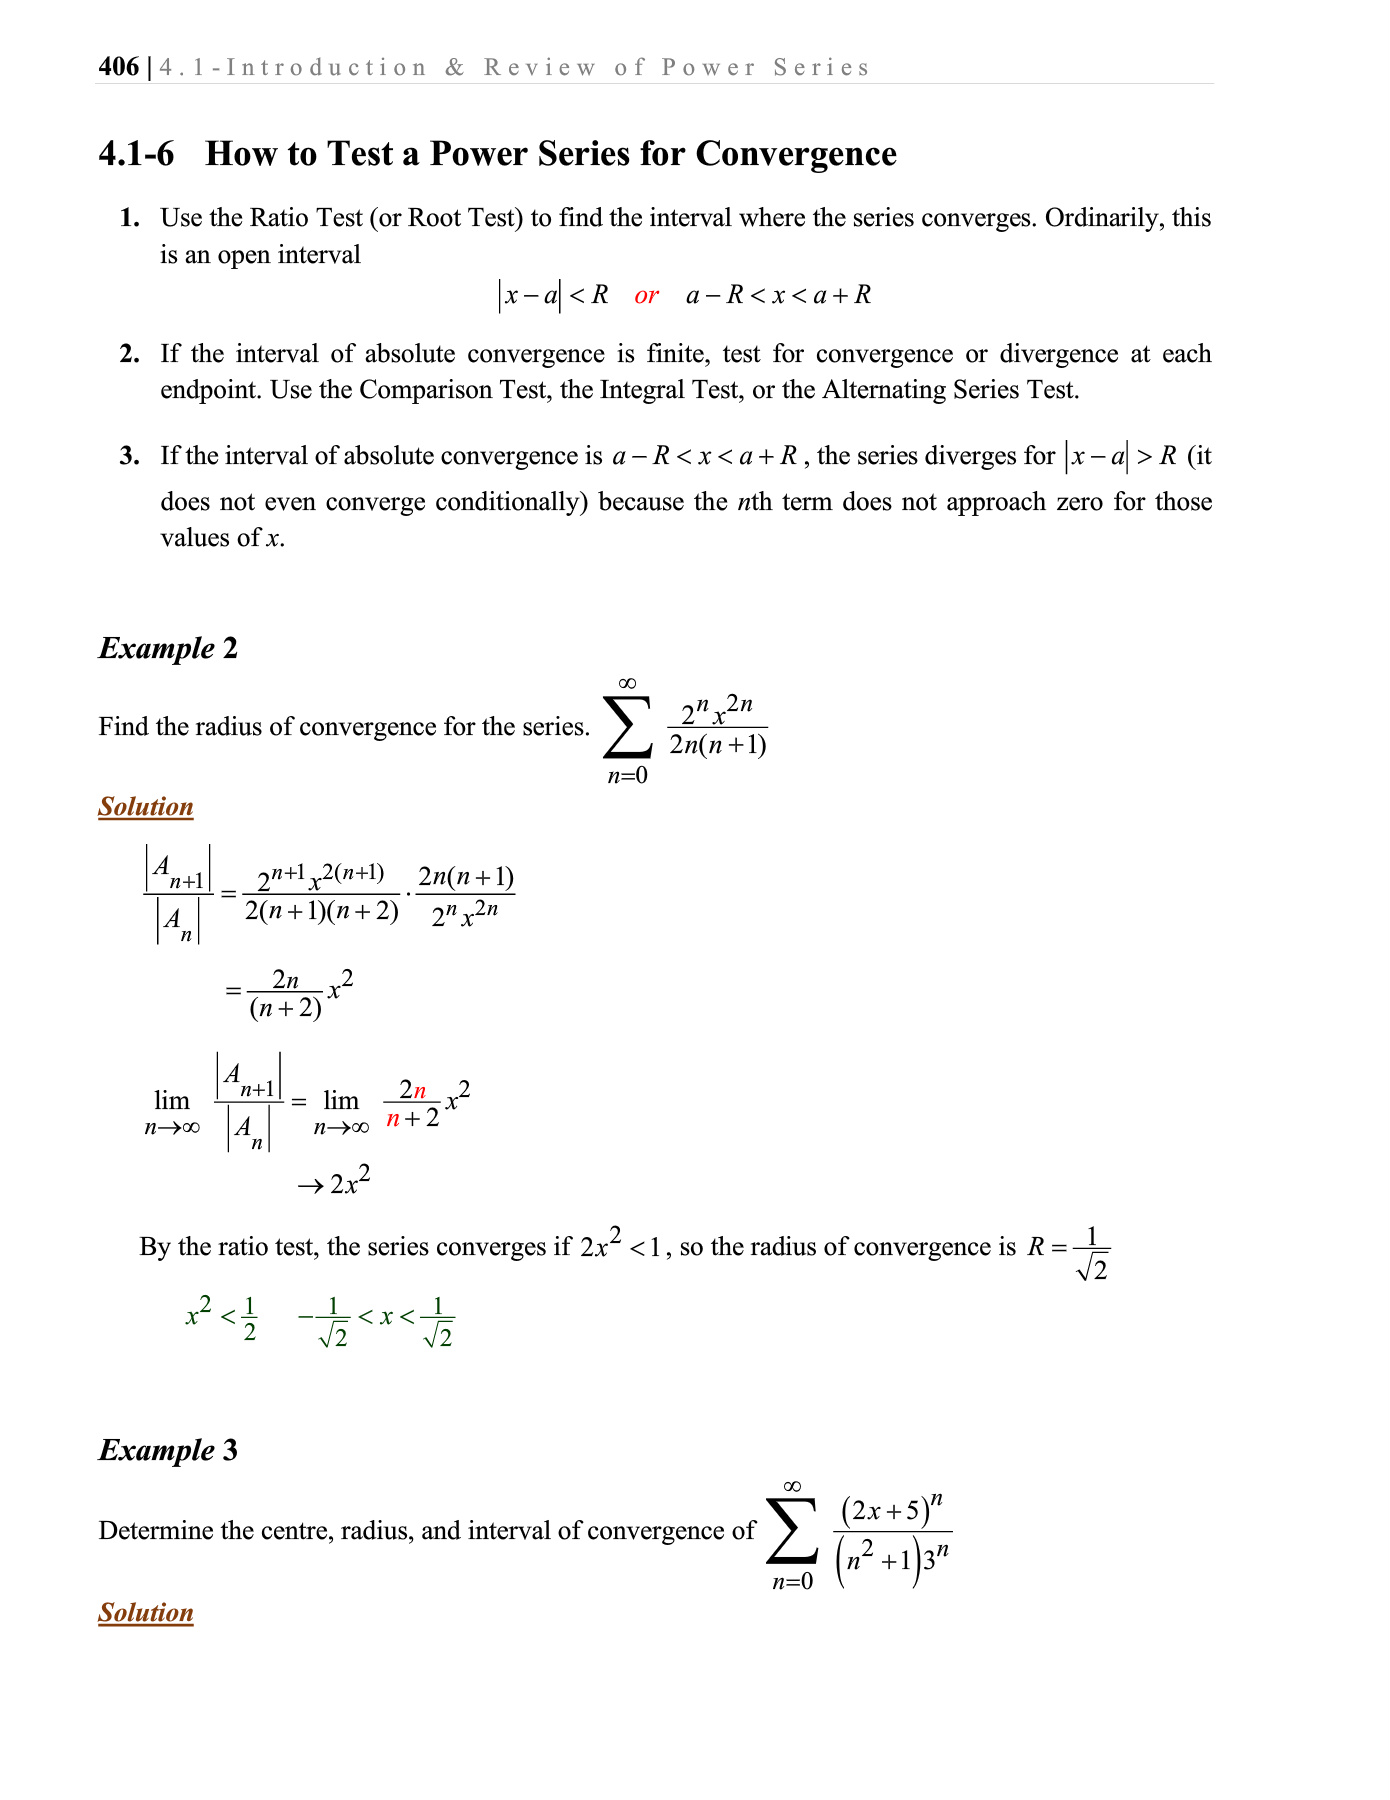 406 | 4.1-Introduction & Review of Power Series
4.1-6 How to Test a Power Series for Convergence
1. Use the Ratio Test (or Root Test) to find the interval where the series converges. Ordinarily, this
is an open interval
|x − a| < R or a − R < x < a + R
2. If the interval of absolute convergence is finite, test for convergence or divergence at each
endpoint. Use the Comparison Test, the Integral Test, or the Alternating Series Test.
3. If the interval of absolute convergence is a − R < x < a + R , the series diverges for |x − a| > R (it
does not even converge conditionally) because the nth term does not approach zero for those
values of x.
Example 2
Find the radius of convergence for the series. \sum_{n=0}^{∞} \frac{2^n x^{2n}}{2n(n+1)}
Solution
\frac{|A_{n+1}|}{|A_n|} = \frac{2^{n+1} x^{2(n+1)}}{2(n+1)(n+2)} · \frac{2n(n+1)}{2^n x^{2n}}
= \frac{2n}{(n+2)} x^2
\lim_{n→∞} \frac{|A_{n+1}|}{|A_n|} = \lim_{n→∞} \frac{2n}{n+2} x^2
→ 2x^2
By the ratio test, the series converges if 2x^2 < 1 , so the radius of convergence is R = \frac{1}{\sqrt{2}}
x^2 < \frac{1}{2} −\frac{1}{\sqrt{2}} < x < \frac{1}{\sqrt{2}}
Example 3
Determine the centre, radius, and interval of convergence of \sum_{n=0}^{∞} \frac{(2x+5)^n}{(n^2+1)3^n}
Solution